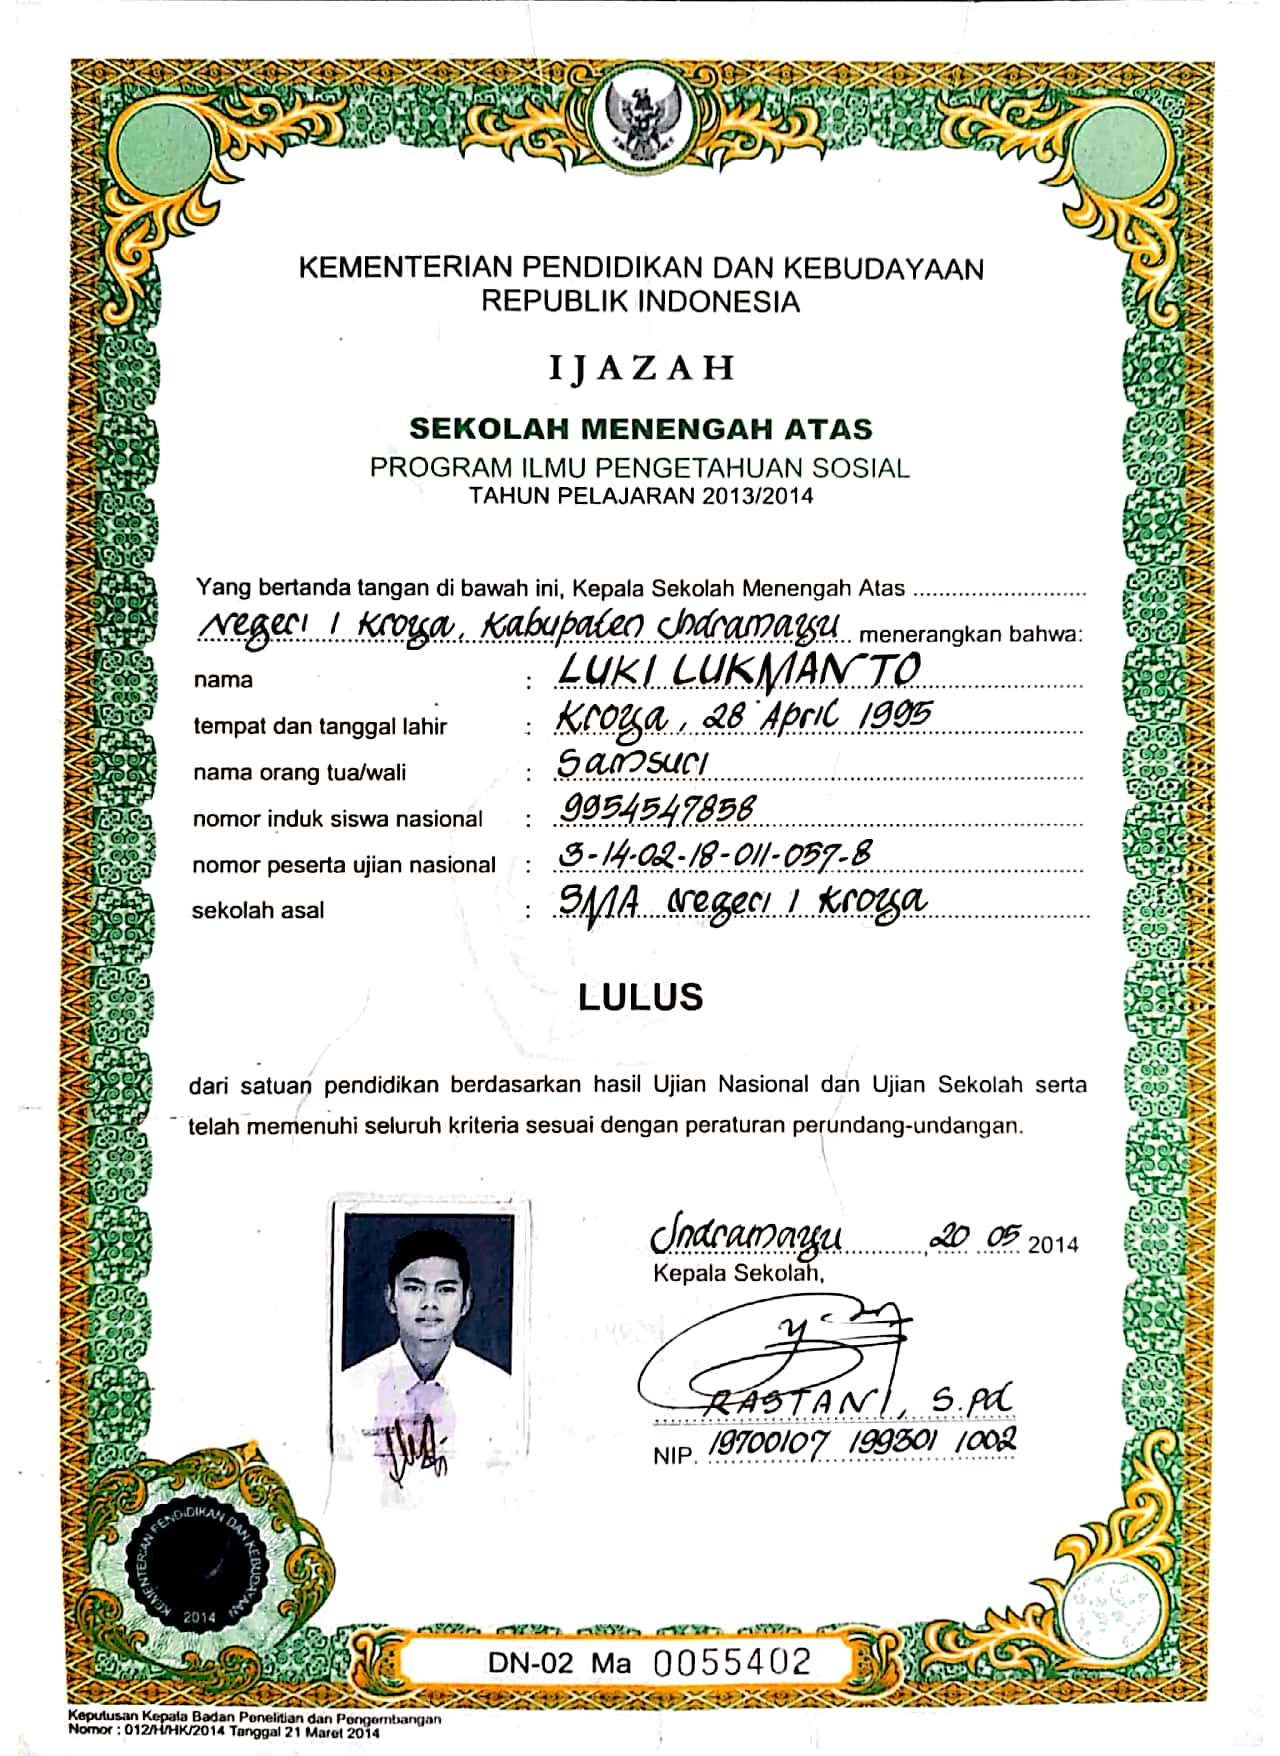 KEMENTERIAN PENDIDIKAN DAN KEBUDAYAAN
REPUBLIK INDONESIA
IJAZAH
SEKOLAH MENENGAH ATAS
PROGRAM ILMU PENGETAHUAN SOSIAL
TAHUN PELAJARAN 2013/2014
Yang bertanda tangan di bawah ini, Kepala Sekolah Menengah Atas
Negeri 1 Kroya, Kabupaten Indramayu menerangkan bahwa:
nama : LUKI LUKMANTO
tempat dan tanggal lahir : Kroya, 28 April 1995
nama orang tua/wali : Samsuri
nomor induk siswa nasional : 9954547858
nomor peserta ujian nasional : 3-14-02-18-011-057-8
sekolah asal : SMA Negeri 1 Kroya
LULUS
dari satuan pendidikan berdasarkan hasil Ujian Nasional dan Ujian Sekolah serta
telah memenuhi seluruh kriteria sesuai dengan peraturan perundang-undangan.
Indramayu, 20 05 2014
Kepala Sekolah,
RASTANI, S.Pd
NIP. 19700107 199301 1002
KEMENTERIAN PENDIDIKAN DAN KEBUDAYAAN
2014
DN-02 Ma 0055402
Keputusan Kepala Badan Penelitian dan Pengembangan
Nomor : 012/H/HK/2014 Tanggal 21 Maret 2014